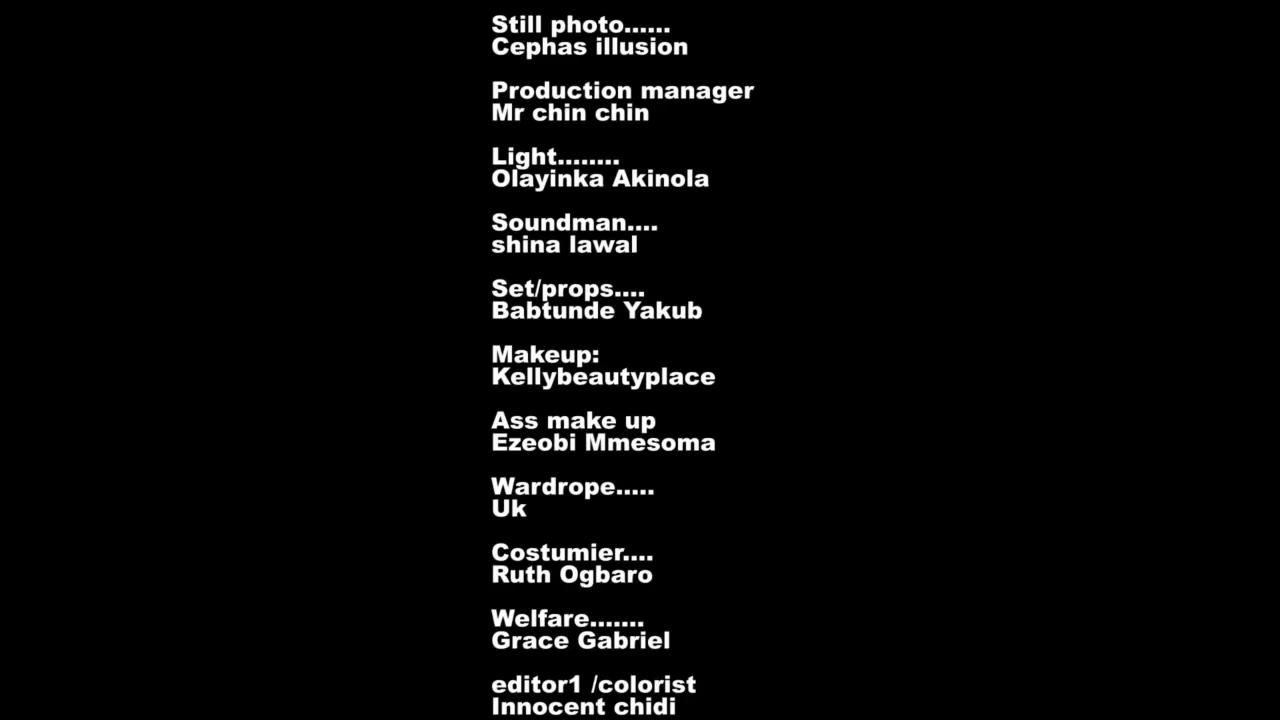 Still photo......
Cephas illusion
Production manager
Mr chin chin
Light........
Olayinka Akinola
Soundman....
shina lawal
Set/props....
Babtunde Yakub
Makeup:
Kellybeautyplace
Ass make up
Ezeobi Mmesoma
Wardrope.....
Uk
Costumier....
Ruth Ogbaro
Welfare.......
Grace Gabriel
editor1 /colorist
Innocent chidi